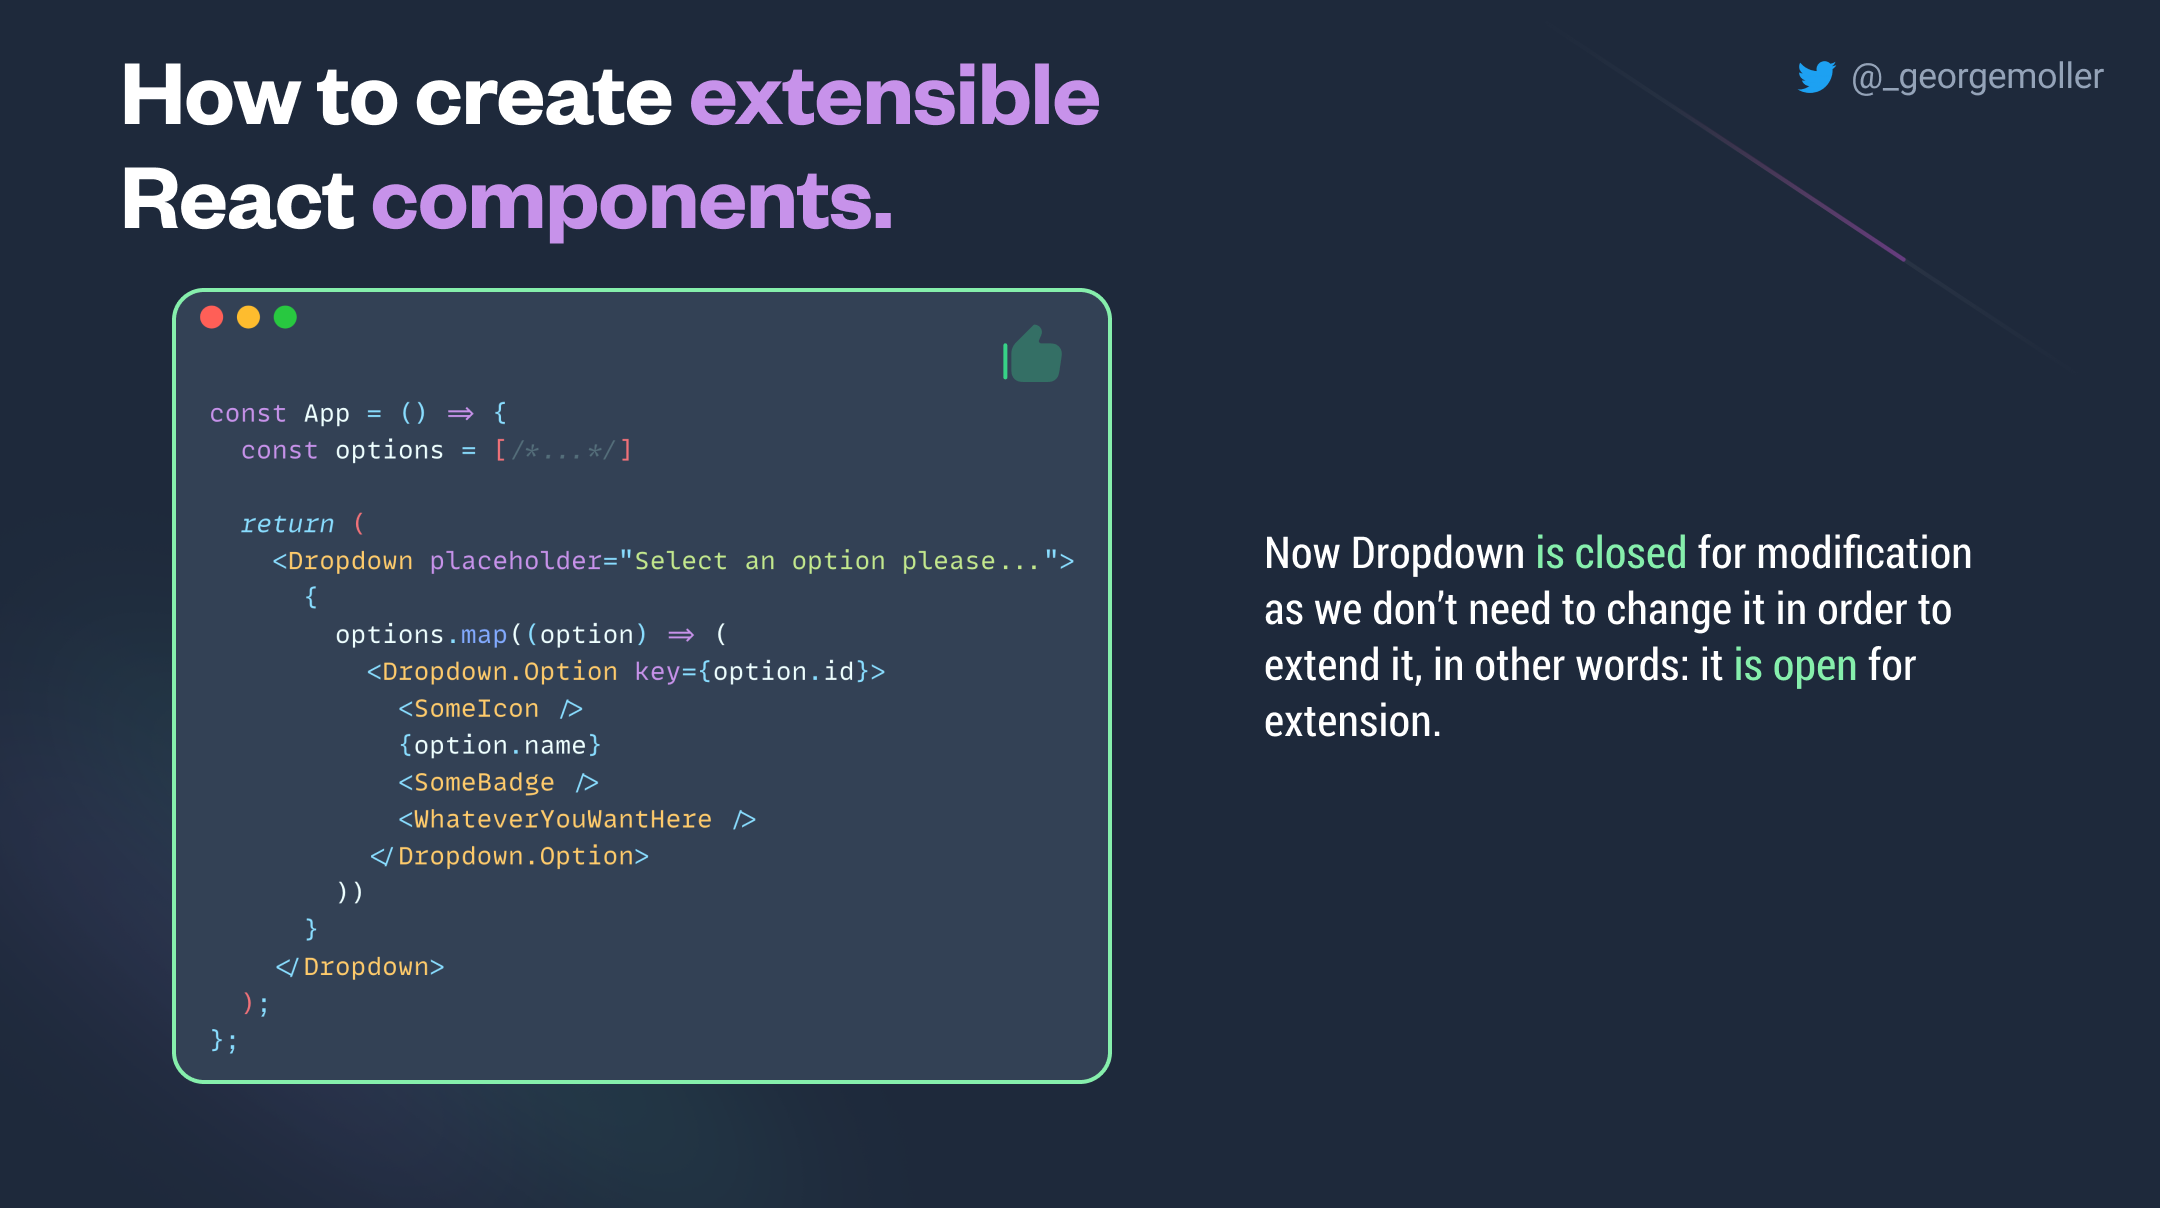 How to create extensible
React components.
@_georgemoller
const App = () => {
  const options = [/*...*/]
  return (
    <Dropdown placeholder="Select an option please...">
      {
        options.map((option) => (
          <Dropdown.Option key={option.id}>
            <SomeIcon />
            {option.name}
            <SomeBadge />
            <WhateverYouWantHere />
          </Dropdown.Option>
        ))
      }
    </Dropdown>
  );
};
Now Dropdown is closed for modification
as we don’t need to change it in order to
extend it, in other words: it is open for
extension.